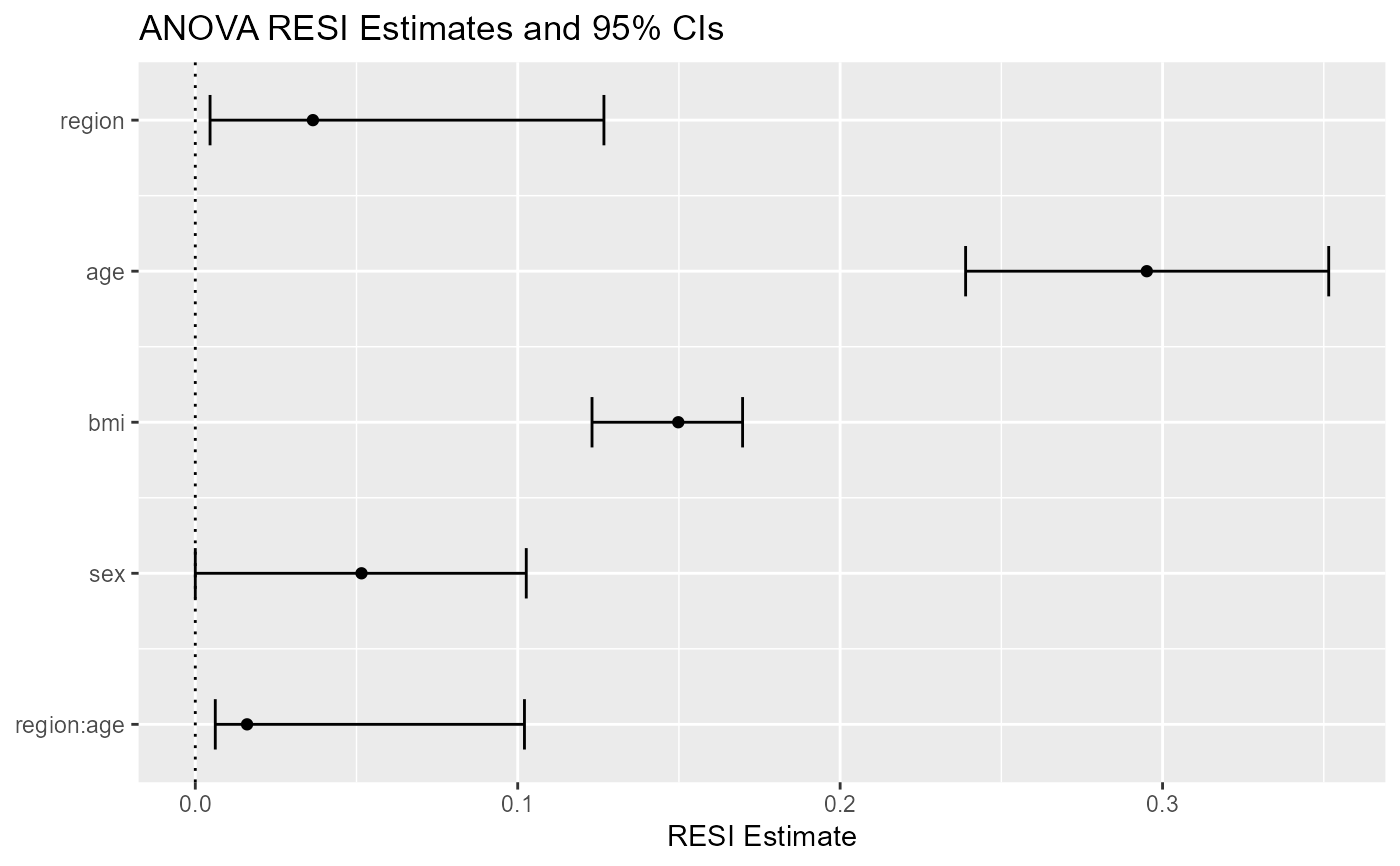 ANOVA RESI Estimates and 95% CIs
region
age
bmi
sex
region:age
0.0 0.1 0.2 0.3
RESI Estimate